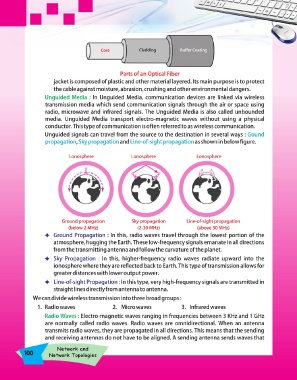 Core Cladding Buffer Coating
Parts of an Optical Fiber
jacket is composed of plastic and other material layered. Its main purpose is to protect
the cable against moisture, abrasion, crushing and other environmental dangers.
Unguided Media : In Unguided Media, communication devices are linked via wireless
transmission media which send communication signals through the air or space using
radio, microwave and infrared signals. The Unguided Media is also called unbounded
media. Unguided Media transport electro-magnetic waves without using a physical
conductor. This type of communication is often referred to as wireless communication.
Unguided signals can travel from the source to the destination in several ways : Gound
propagation, Sky propagation and Line-of-sight propagation as shown in below figure.
Lonosphere Lonosphere Lonosphere
Ground propagation Sky propagation Line-of-sight propagation
(below 2 MHz) (2-30 MHz) (above 30 MHz)
✦ Ground Propagation : In this, radio waves travel through the lowest portion of the
atmosphere, hugging the Earth. These low-frequency signals emanate in all directions
from the transmitting antenna and follow the curvature of the planet.
✦ Sky Propagation : In this, higher-frequency radio waves radiate upward into the
ionosphere where they are reflected back to Earth. This type of transmission allows for
greater distances with lower output power.
✦ Line-of-sight Propagation : In this type, very high-frequency signals are transmitted in
straight lines directly from antenna to antenna.
We can divide wireless transmission into three broad groups :
1. Radio waves 2. Micro waves 3. Infrared waves
Radio Waves : Electro-magnetic waves ranging in frequencies between 3 KHz and 1 GHz
are normally called radio waves. Radio waves are omnidirectional. When an antenna
transmits radio waves, they are propagated in all directions. This means that the sending
and receiving antennas do not have to be aligned. A sending antenna sends waves that
100 Network and
Network Topologies